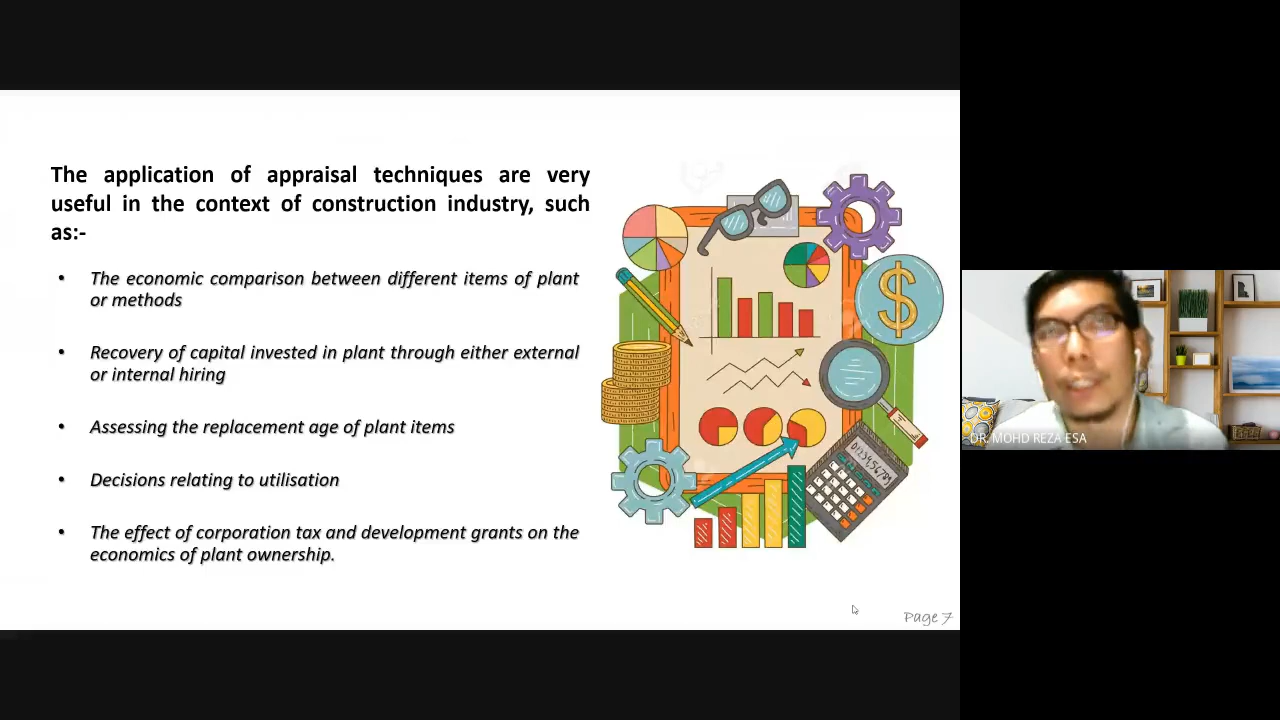 The application of appraisal techniques are very
useful in the context of construction industry, such
as:-
• The economic comparison between different items of plant
or methods
• Recovery of capital invested in plant through either external
or internal hiring
• Assessing the replacement age of plant items
• Decisions relating to utilisation
• The effect of corporation tax and development grants on the
economics of plant ownership.
$
Page 7
DR. MOHD REZA ESA